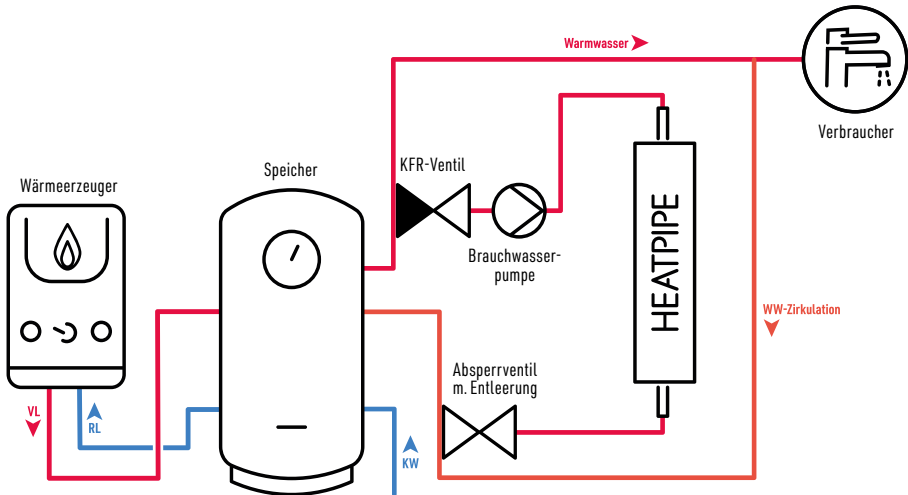 Warmwasser
Verbraucher
KFR-Ventil
Speicher
Wärmeerzeuger
Brauchwasser-
pumpe
HEATPIPE
WW-Zirkulation
Absperrventil
m. Entleerung
VL
RL
KW